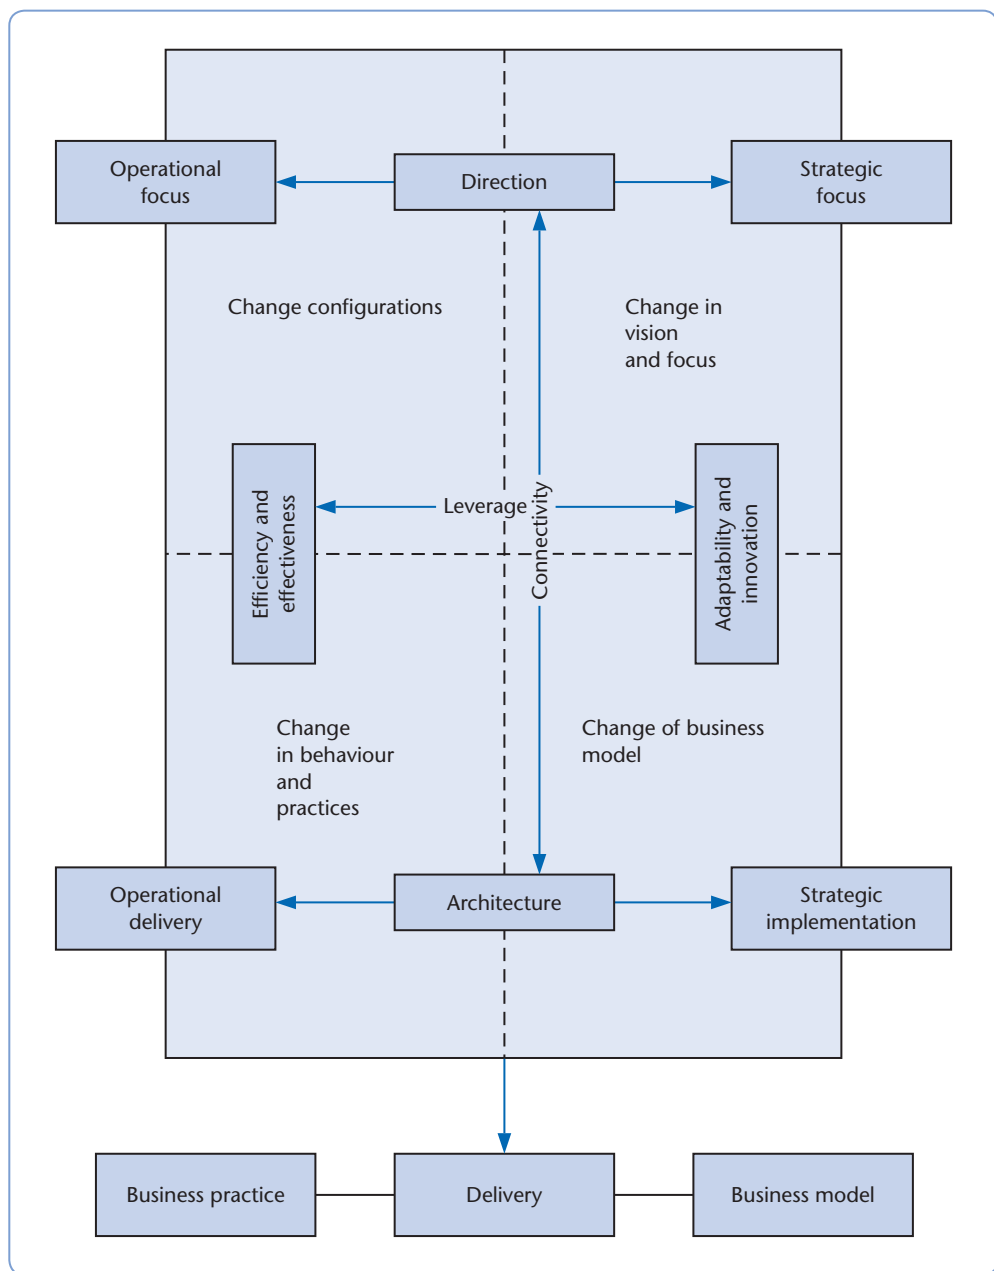 Operational
focus
Direction
Strategic
focus
Change configurations
Change in
vision
and focus
Efficiency and
effectiveness
Leverage
Connectivity
Adaptability and
innovation
Change
in behaviour
and
practices
Change of business
model
Operational
delivery
Architecture
Strategic
implementation
Business practice
Delivery
Business model